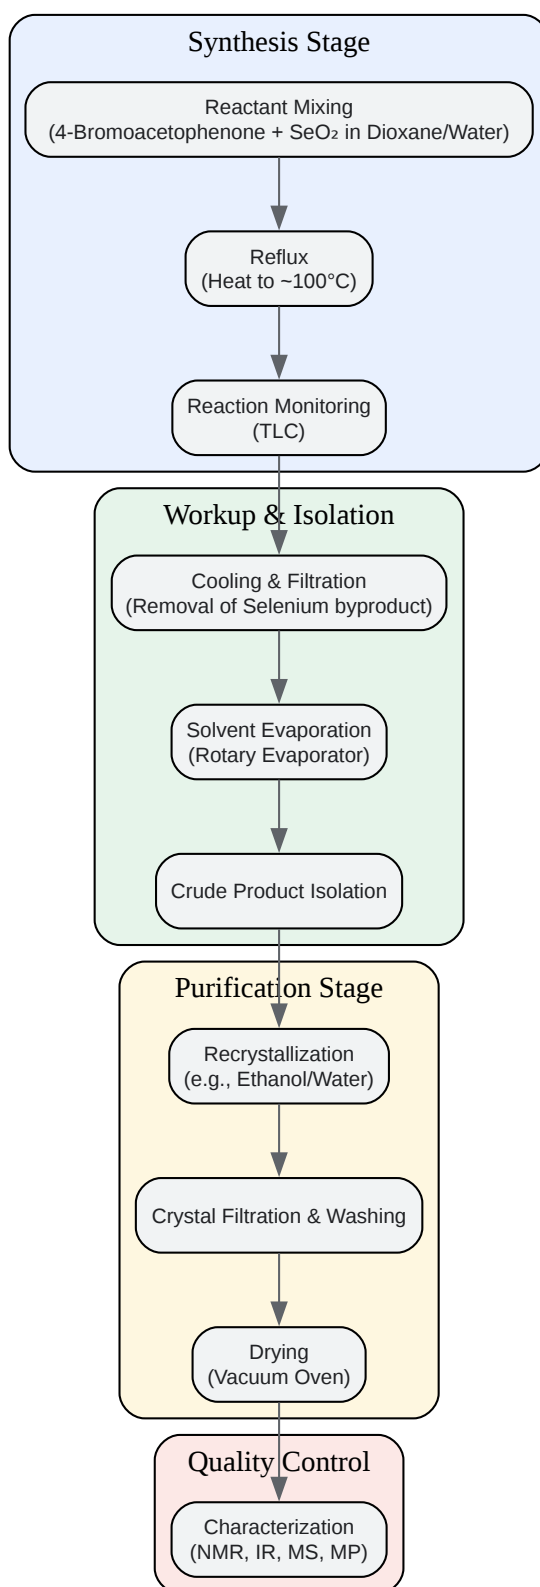 Synthesis Stage
Reactant Mixing
(4-Bromoacetophenone + SeO₂ in Dioxane/Water)
Reflux
(Heat to ~100°C)
Reaction Monitoring
(TLC)
Workup & Isolation
Cooling & Filtration
(Removal of Selenium byproduct)
Solvent Evaporation
(Rotary Evaporator)
Crude Product Isolation
Purification Stage
Recrystallization
(e.g., Ethanol/Water)
Crystal Filtration & Washing
Drying
(Vacuum Oven)
Quality Control
Characterization
(NMR, IR, MS, MP)